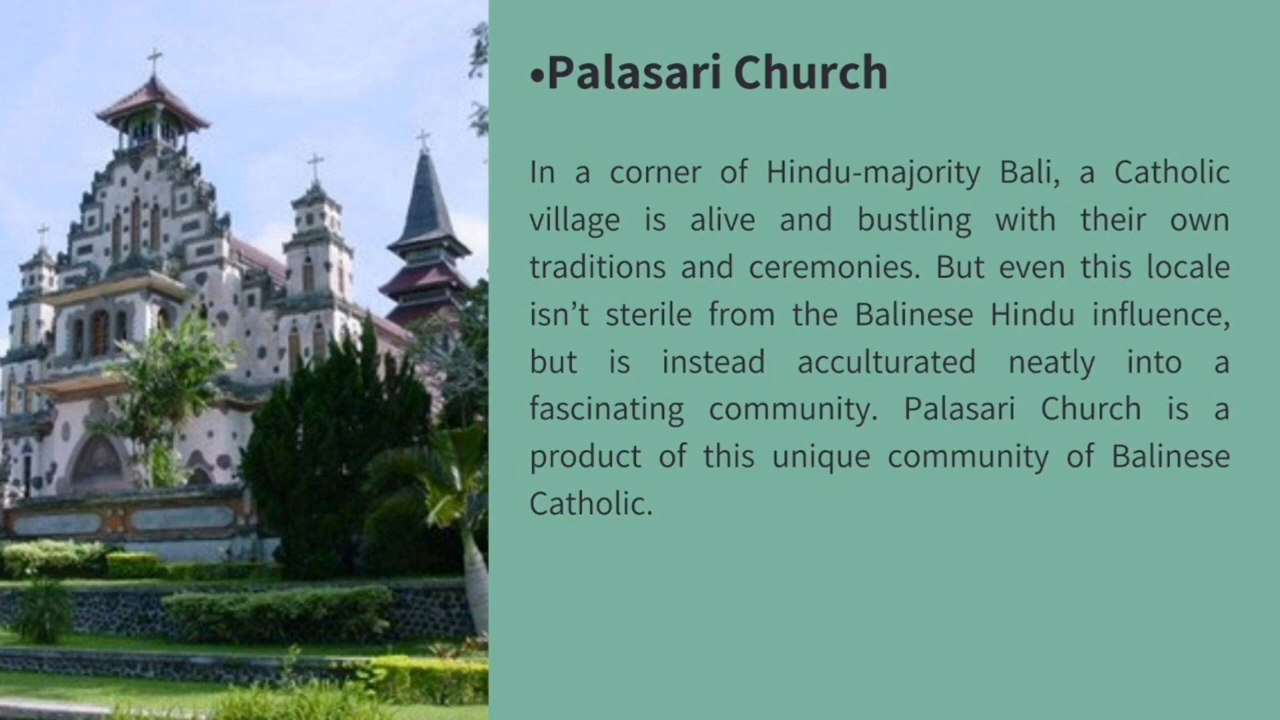 •Palasari Church
In a corner of Hindu-majority Bali, a Catholic
village is alive and bustling with their own
traditions and ceremonies. But even this locale
isn’t sterile from the Balinese Hindu influence,
but is instead acculturated neatly into a
fascinating community. Palasari Church is a
product of this unique community of Balinese
Catholic.